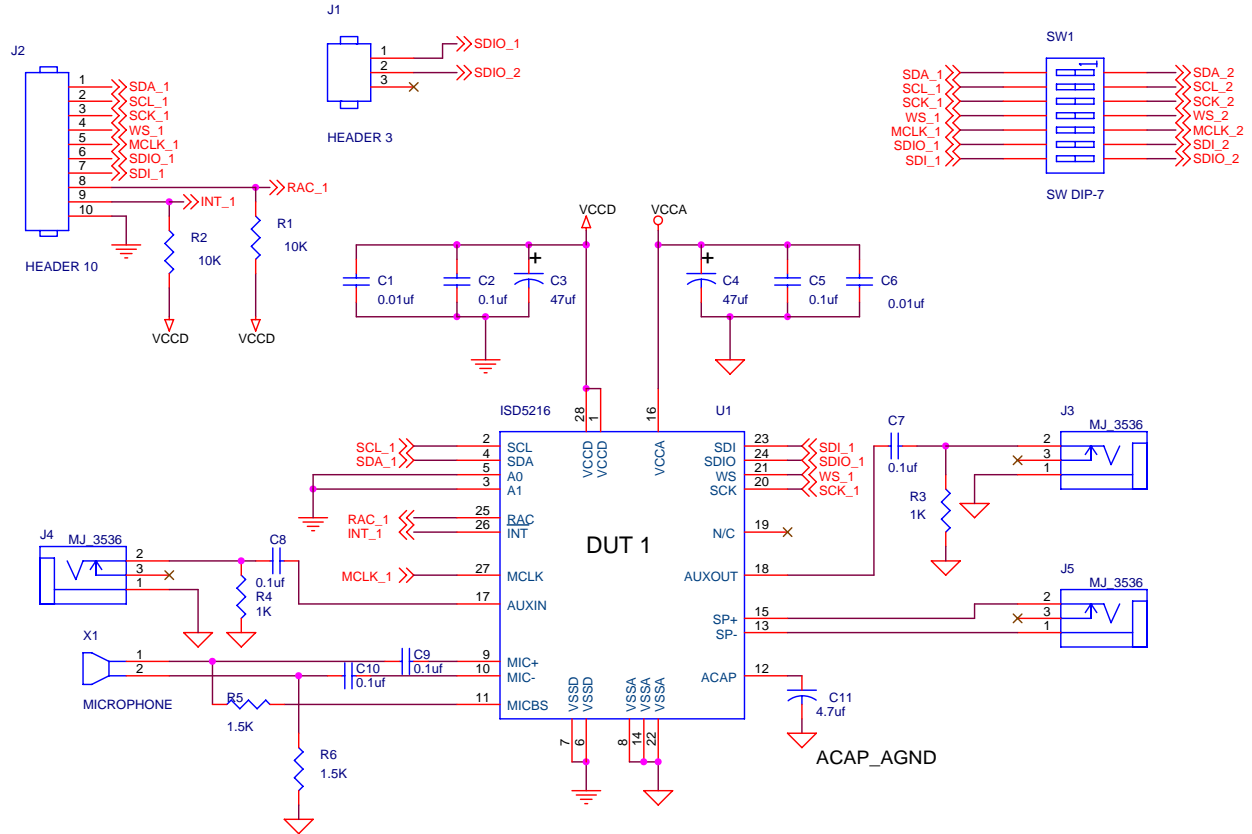 J2
1
SDA_1
2
SCL_1
3
SCK_1
4
WS_1
5
MCLK_1
6
SDIO_1
7
SDI_1
8
RAC_1
9
INT_1
10
HEADER 10
R2
10K
VCCD
R1
10K
VCCD
J1
1
SDIO_1
2
SDIO_2
3
HEADER 3
SW1
SDA_1 SDA_2
SCL_1 SCL_2
SCK_1 SCK_2
WS_1 WS_2
MCLK_1 MCLK_2
SDIO_1 SDI_2
SDI_1 SDIO_2
SW DIP-7
VCCD
VCCA
C1
0.01uf
C2
0.1uf
+
C3
47uf
+
C4
47uf
C5
0.1uf
C6
0.01uf
ISD5216
U1
28 VCCD
1 VCCD
16 VCCA
SCL_1 2 SCL
SDA_1 4 SDA
5 A0
3 A1
RAC_1 25 RAC
INT_1 26 INT
MCLK_1 27 MCLK
17 AUXIN
9 MIC+
10 MIC-
11 MICBS
DUT 1
SDI 23 SDI_1
SDIO 24 SDIO_1
WS 21 WS_1
SCK 20 SCK_1
N/C 19
AUXOUT 18
SP+ 15
SP- 13
ACAP 12
VSSD 7
VSSD 6
VSSA 8
VSSA 14
VSSA 22
C7
0.1uf
R3
1K
J3
MJ_3536
2
3
1
J5
MJ_3536
2
3
1
C11
4.7uf
ACAP_AGND
J4
MJ_3536
2
3
1
C8
0.1uf
R4
1K
X1
1
2
MICROPHONE
C9
0.1uf
C10
0.1uf
R5
1.5K
R6
1.5K